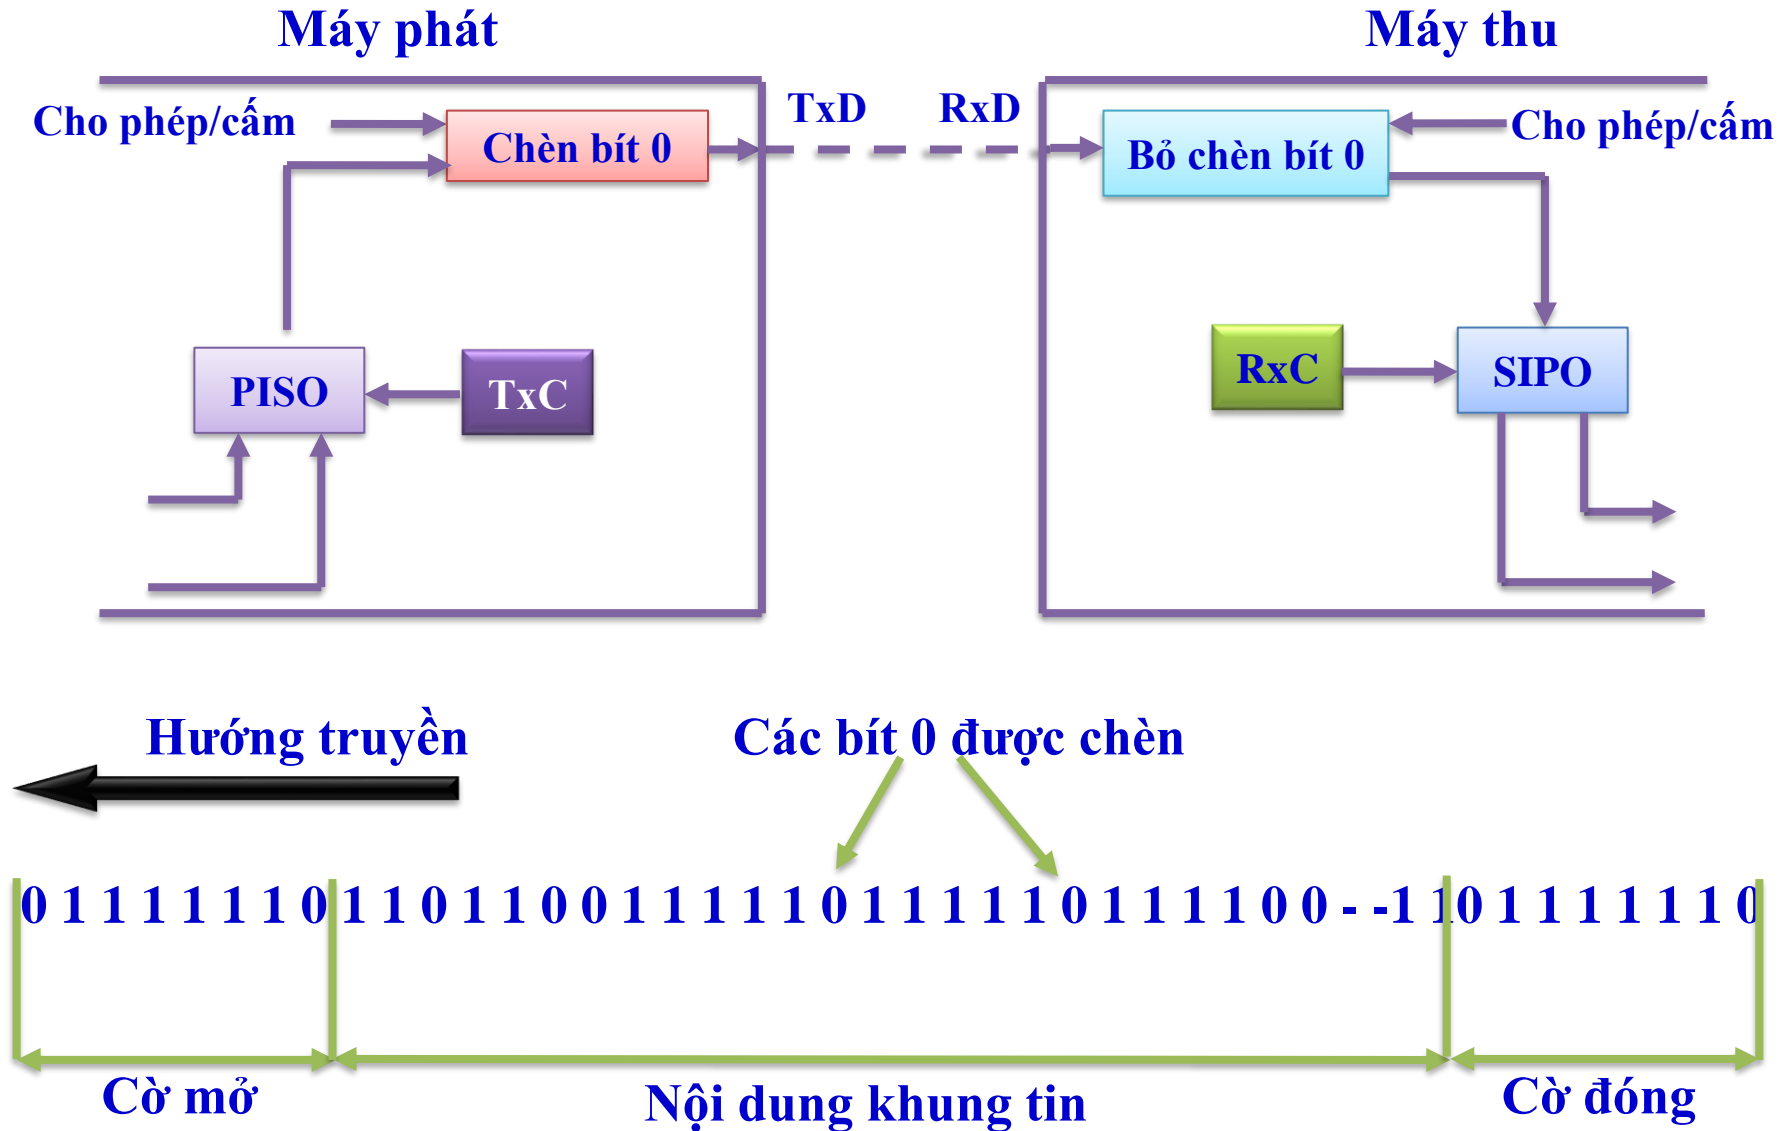 Máy phát
Máy thu
Cho phép/cấm
Chèn bít 0
TxD
RxD
Bỏ chèn bít 0
Cho phép/cấm
PISO
TxC
RxC
SIPO
Hướng truyền
Các bít 0 được chèn
0 1 1 1 1 1 1 0 1 1 0 1 1 0 0 1 1 1 1 1 0 1 1 1 1 1 0 1 1 1 1 0 0 - -1 1 0 1 1 1 1 1 1 0
Cờ mở
Nội dung khung tin
Cờ đóng